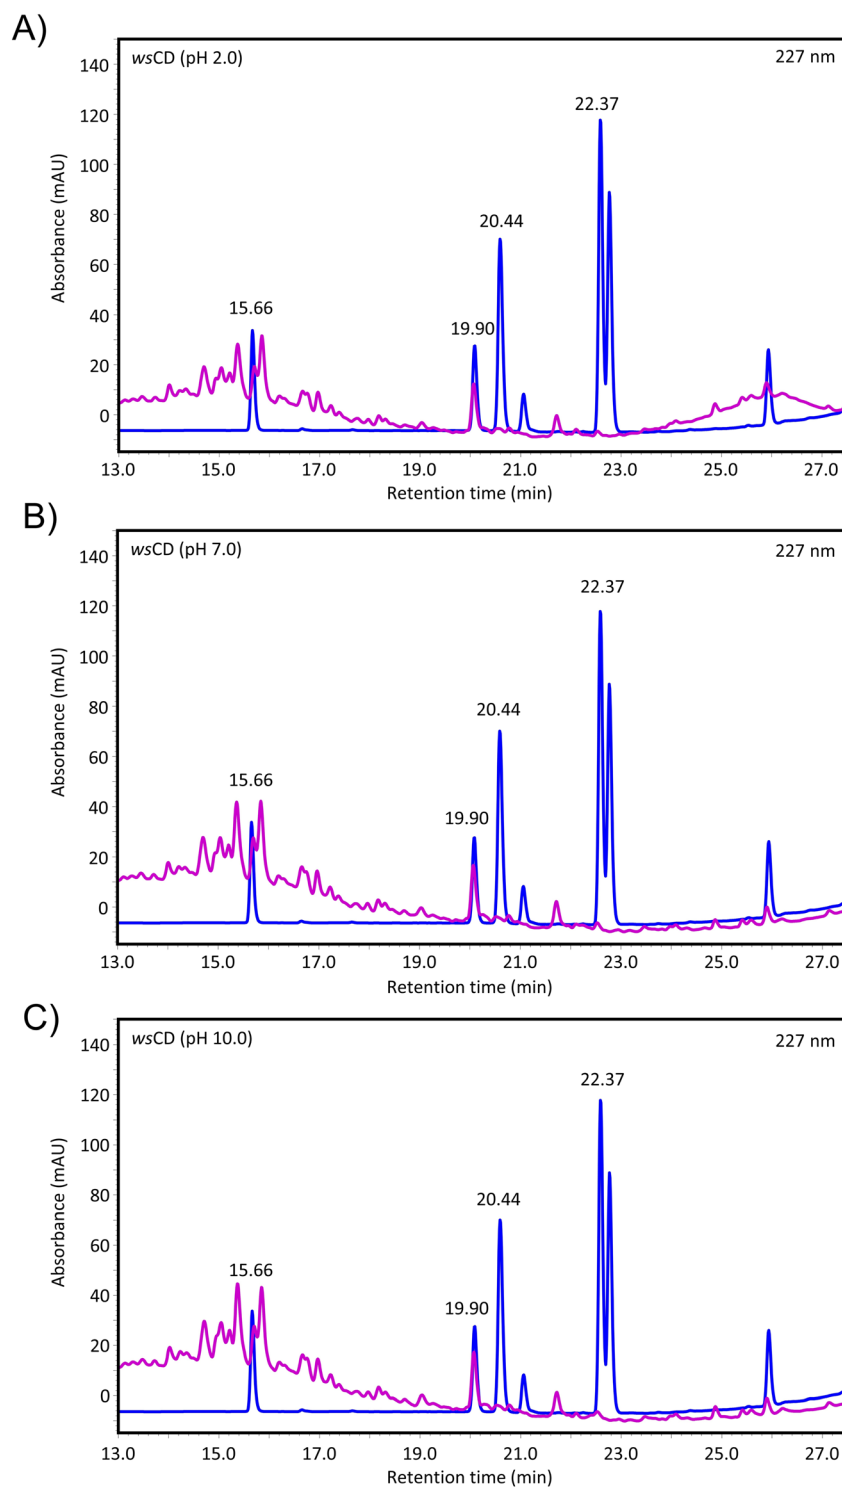 A)
wsCD (pH 2.0)
227 nm
140
120
100
80
60
40
20
0
Absorbance (mAU)
15.66
19.90
20.44
22.37
13.0 15.0 17.0 19.0 21.0 23.0 25.0 27.0
Retention time (min)
B)
wsCD (pH 7.0)
227 nm
140
120
100
80
60
40
20
0
Absorbance (mAU)
15.66
19.90
20.44
22.37
13.0 15.0 17.0 19.0 21.0 23.0 25.0 27.0
Retention time (min)
C)
wsCD (pH 10.0)
227 nm
140
120
100
80
60
40
20
0
Absorbance (mAU)
15.66
19.90
20.44
22.37
13.0 15.0 17.0 19.0 21.0 23.0 25.0 27.0
Retention time (min)